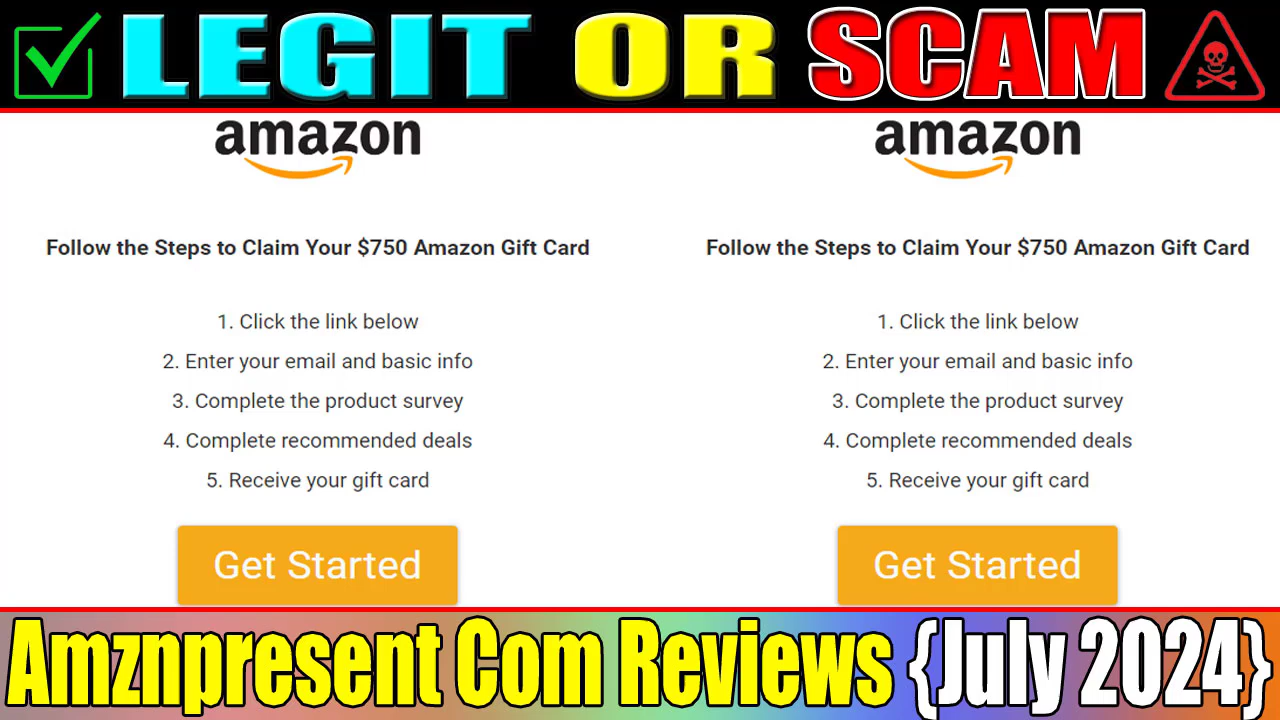 LEGIT OR SCAM
amazon
Follow the Steps to Claim Your $750 Amazon Gift Card
1. Click the link below
2. Enter your email and basic info
3. Complete the product survey
4. Complete recommended deals
5. Receive your gift card
Get Started
amazon
Follow the Steps to Claim Your $750 Amazon Gift Card
1. Click the link below
2. Enter your email and basic info
3. Complete the product survey
4. Complete recommended deals
5. Receive your gift card
Get Started
Amznpresent Com Reviews {July 2024}